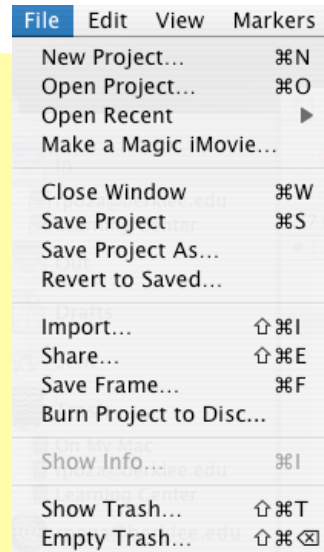 File Edit View Markers
New Project... ⌘N
Open Project... ⌘O
Open Recent ▶
Make a Magic iMovie...
Close Window ⌘W
Save Project ⌘S
Save Project As...
Revert to Saved...
Import... ⇧⌘I
Share... ⇧⌘E
Save Frame... ⌘F
Burn Project to Disc...
Show Info... ⌘I
Show Trash... ⇧⌘T
Empty Trash... ⇧⌘⌫